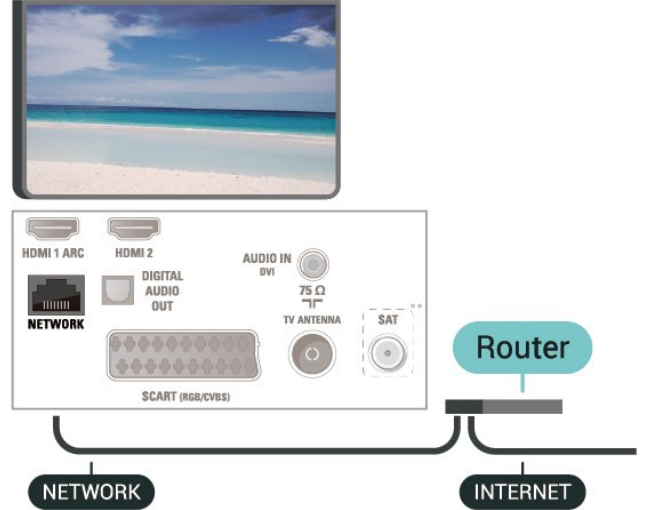 HDMI 1 ARC
HDMI 2
AUDIO IN
DVI
DIGITAL
AUDIO
OUT
75 Ω
NETWORK
TV ANTENNA
SAT
**
SCART (RGB/CVBS)
Router
NETWORK
INTERNET